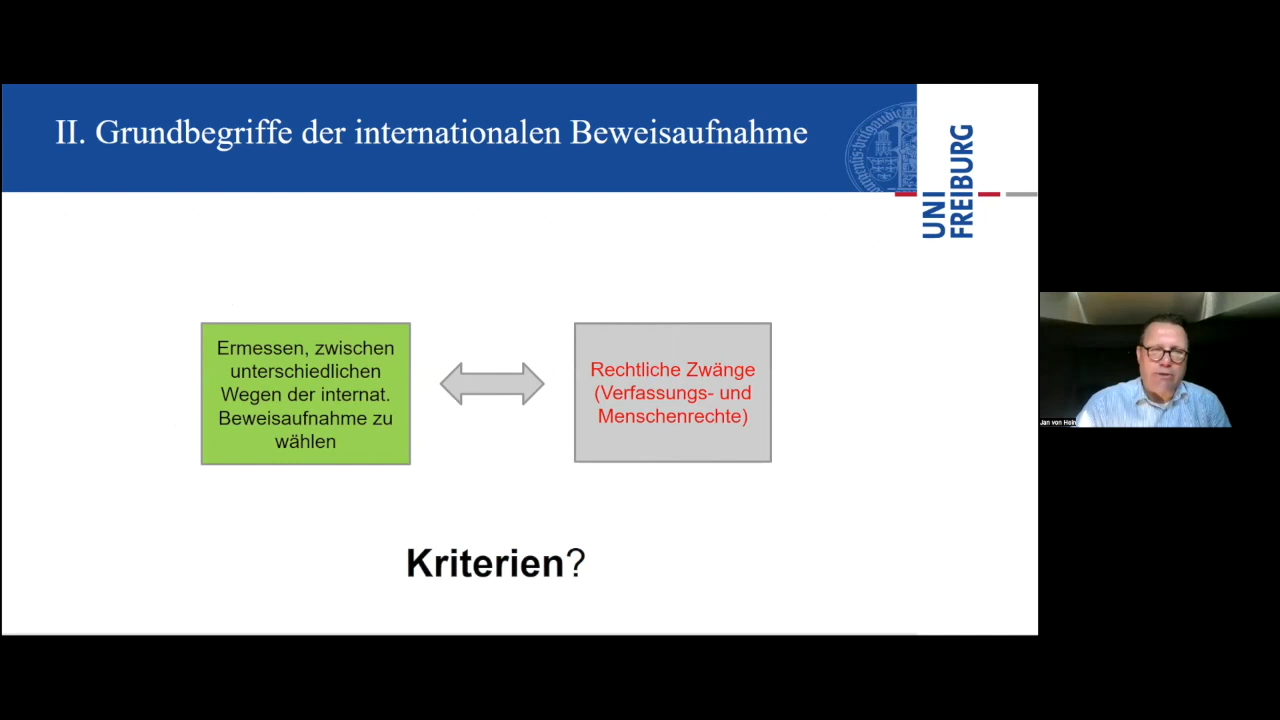 II. Grundbegriffe der internationalen Beweisaufnahme
UNI
FREIBURG
Ermessen, zwischen
unterschiedlichen
Wegen der internat.
Beweisaufnahme zu
wählen
Rechtliche Zwänge
(Verfassungs- und
Menschenrechte)
Kriterien?
Jan von Hein